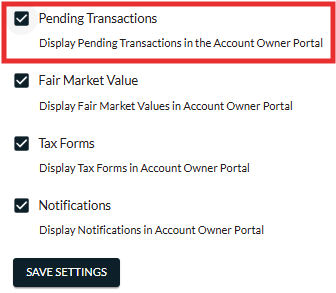 Pending Transactions
Display Pending Transactions in the Account Owner Portal
Fair Market Value
Display Fair Market Values in Account Owner Portal
Tax Forms
Display Tax Forms in Account Owner Portal
Notifications
Display Notifications in Account Owner Portal
SAVE SETTINGS